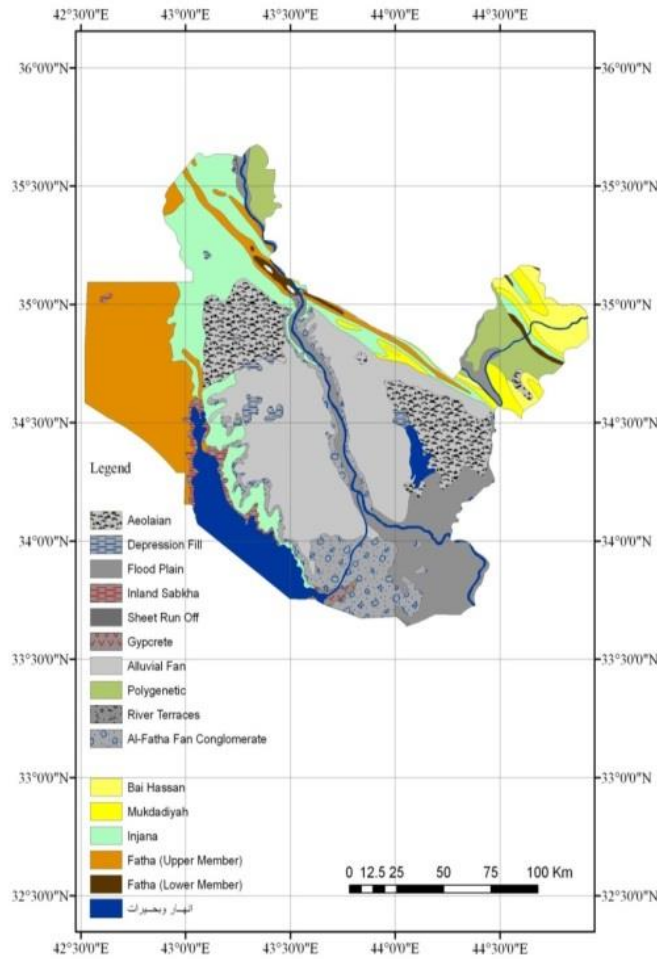 42°30'0"E 43°0'0"E 43°30'0"E 44°0'0"E 44°30'0"E
36°0'0"N 36°0'0"N
35°30'0"N 35°30'0"N
35°0'0"N 35°0'0"N
34°30'0"N 34°30'0"N
Legend
34°0'0"N 34°0'0"N
Aeolaian
Depression Fill
Flood Plain
Inland Sabkha
Sheet Run Off
33°30'0"N 33°30'0"N
Gypcrete
Alluvial Fan
Polygenetic
River Terraces
Al-Fatha Fan Conglomerate
33°0'0"N 33°0'0"N
Bai Hassan
Mukdadiyah
Injana
Fatha (Upper Member)
Fatha (Lower Member)
0 12.5 25 50 75 100 Km
انهار وبحيرات
32°30'0"N 32°30'0"N
42°30'0"E 43°0'0"E 43°30'0"E 44°0'0"E 44°30'0"E